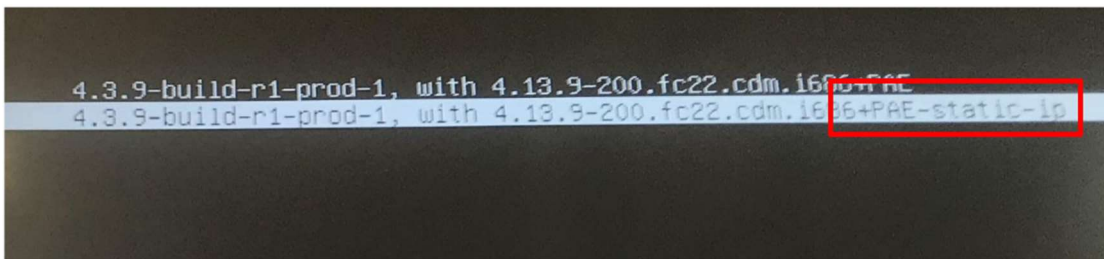 4.3.9-build-r1-prod-1, with 4.13.9-200.fc22.cdm.i686+PAE
4.3.9-build-r1-prod-1, with 4.13.9-200.fc22.cdm.i686+PAE-static-ip